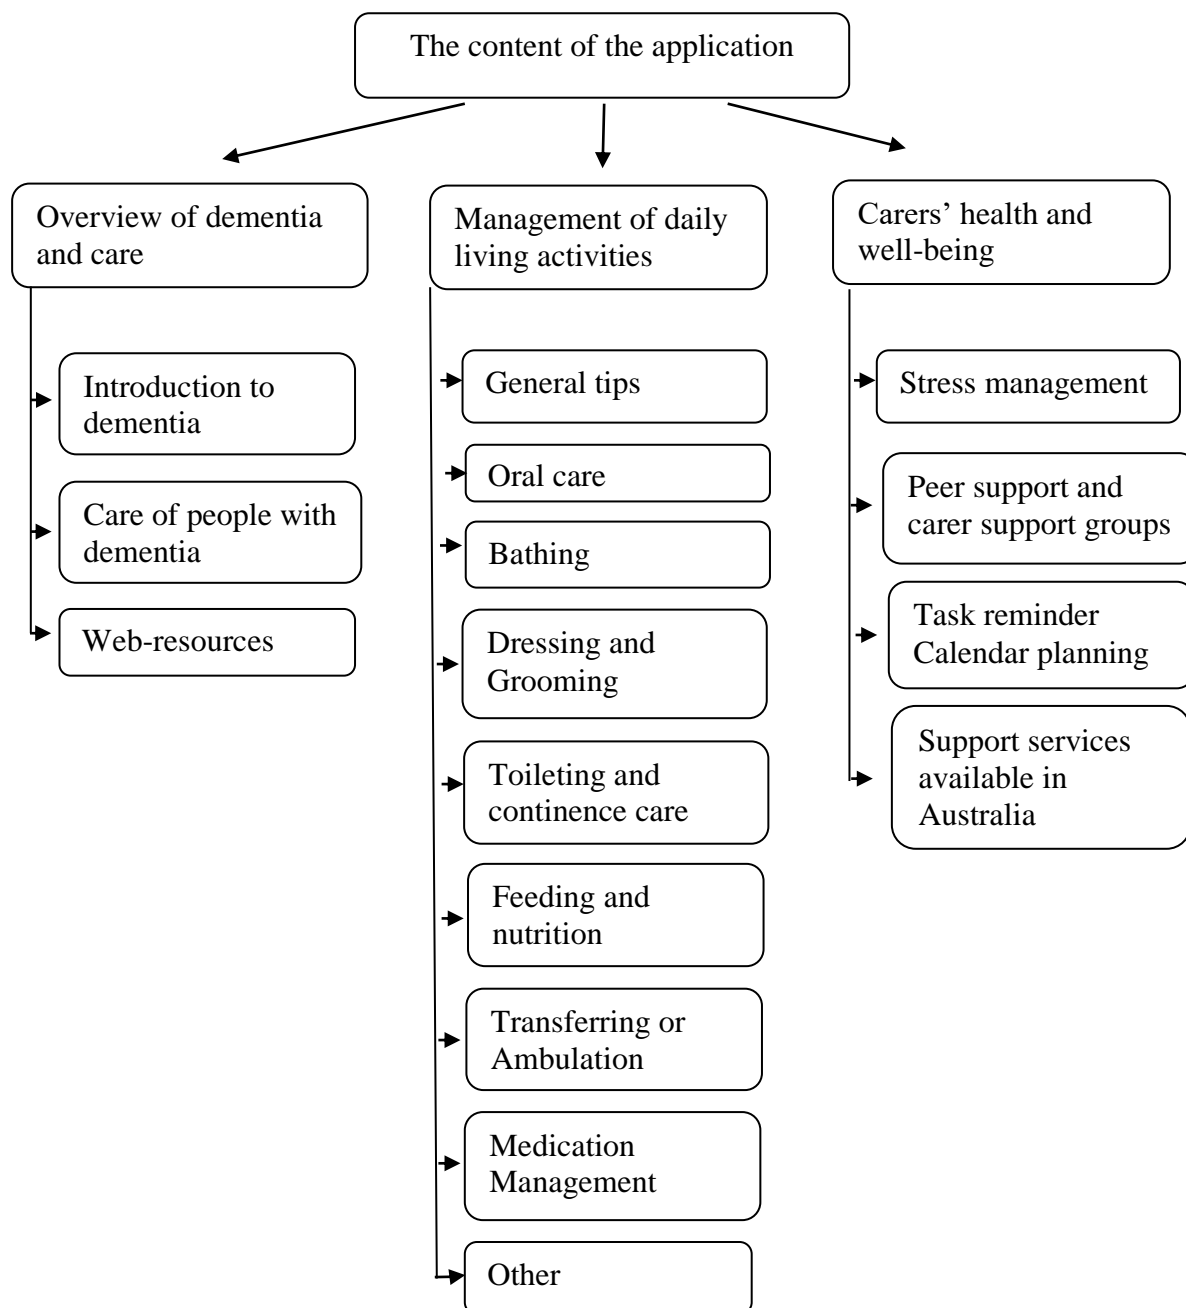 The content of the application
Overview of dementia
and care
Introduction to
dementia
Care of people with
dementia
Web-resources
Management of daily
living activities
General tips
Oral care
Bathing
Dressing and
Grooming
Toileting and
continence care
Feeding and
nutrition
Transferring or
Ambulation
Medication
Management
Other
Carers’ health and
well-being
Stress management
Peer support and
carer support groups
Task reminder
Calendar planning
Support services
available in
Australia